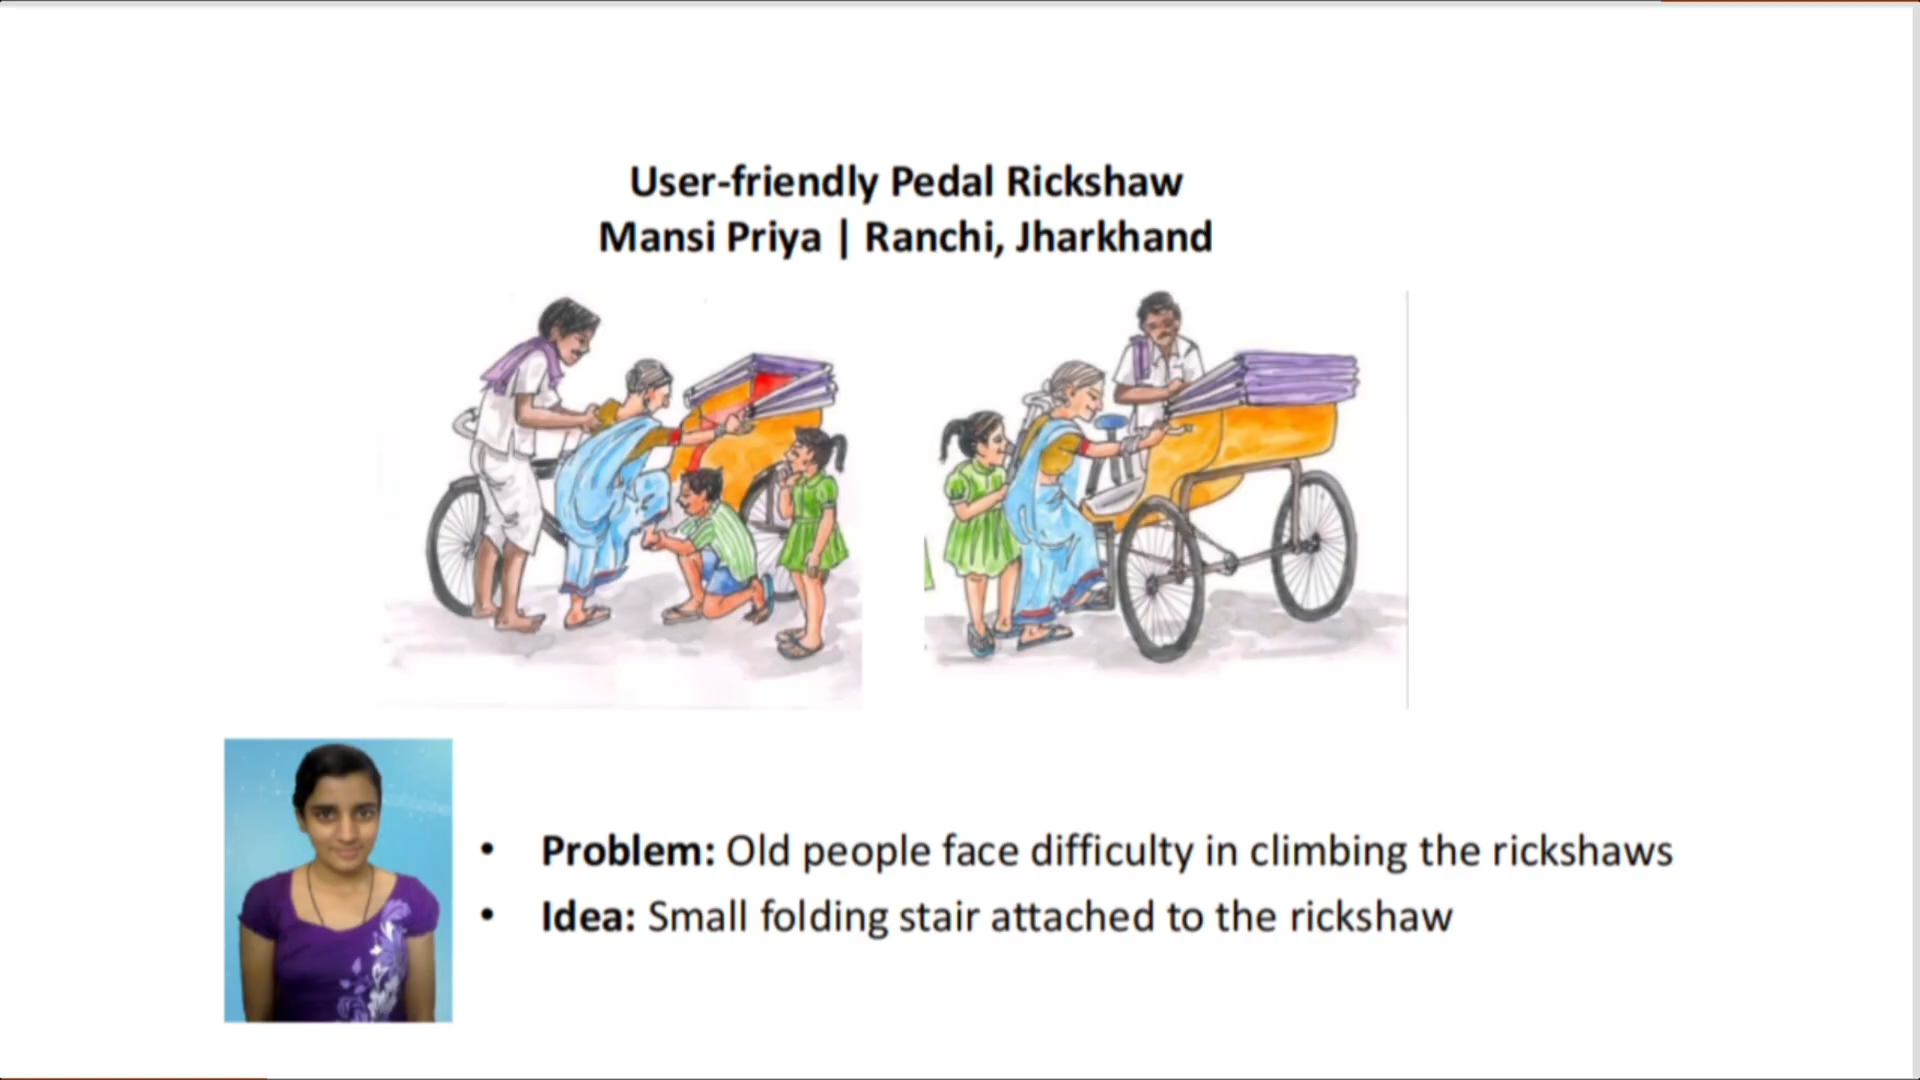 User-friendly Pedal Rickshaw
Mansi Priya | Ranchi, Jharkhand
• Problem: Old people face difficulty in climbing the rickshaws
• Idea: Small folding stair attached to the rickshaw